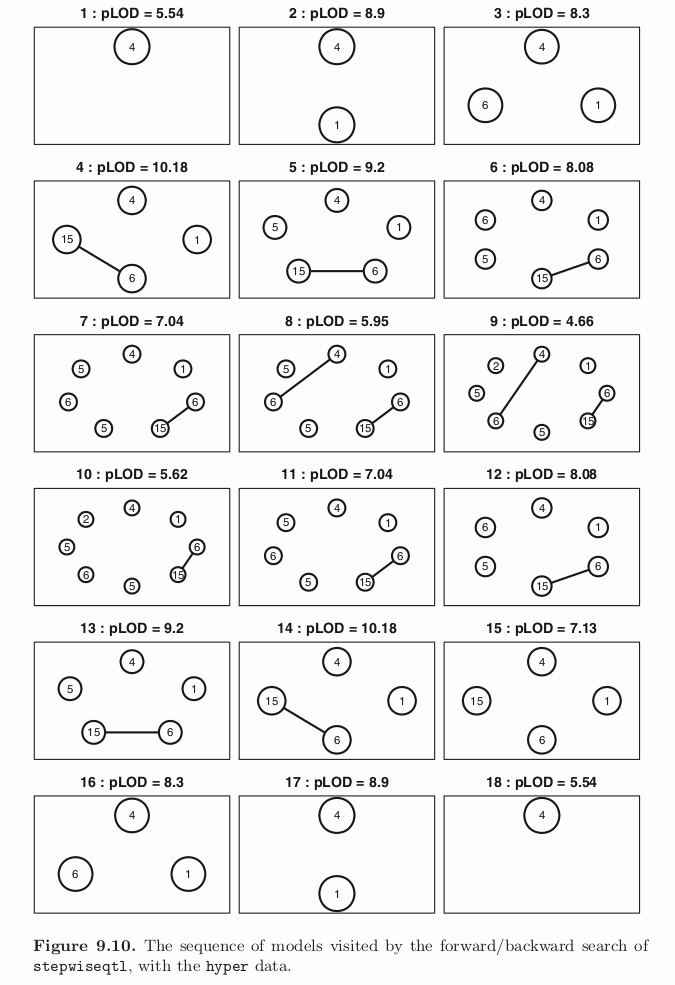 1 : pLOD = 5.54
4
2 : pLOD = 8.9
4
1
3 : pLOD = 8.3
4
6 1
4 : pLOD = 10.18
4
15 1
6
5 : pLOD = 9.2
4
5 1
15 6
6 : pLOD = 8.08
4
6 1
5 6
15
7 : pLOD = 7.04
4
5 1
6 6
5 15
8 : pLOD = 5.95
4
5 1
6 6
5 15
9 : pLOD = 4.66
4
2 1
5 6
6 15
5
10 : pLOD = 5.62
4
2 1
5 6
6 15
5
11 : pLOD = 7.04
4
5 1
6 6
5 15
12 : pLOD = 8.08
4
6 1
5 6
15
13 : pLOD = 9.2
4
5 1
15 6
14 : pLOD = 10.18
4
15 1
6
15 : pLOD = 7.13
4
15 1
6
16 : pLOD = 8.3
4
6 1
17 : pLOD = 8.9
4
1
18 : pLOD = 5.54
4
Figure 9.10. The sequence of models visited by the forward/backward search of
stepwiseqtl, with the hyper data.